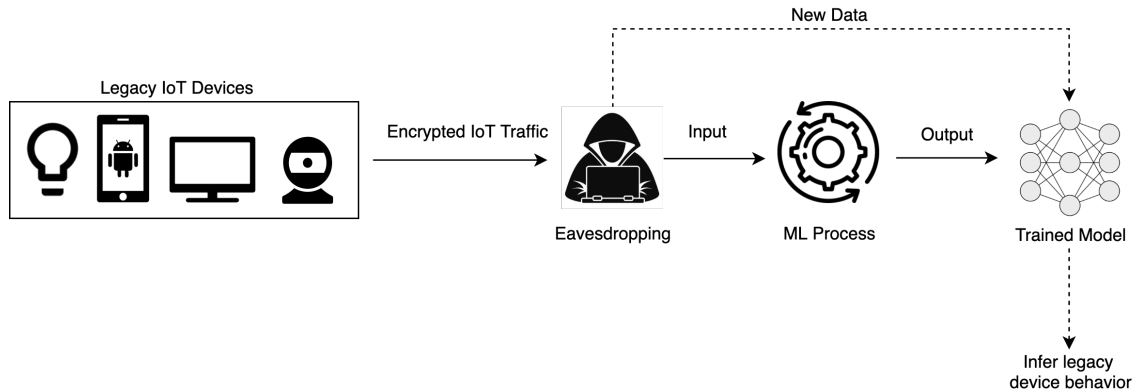 New Data
Legacy IoT Devices
Encrypted IoT Traffic
Input
Output
Eavesdropping
ML Process
Trained Model
Infer legacy
device behavior